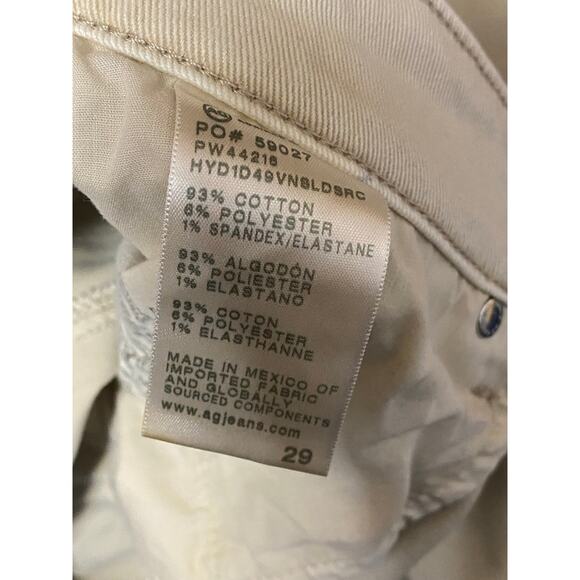 PO# 59027
PW44216
HYD1D49VNSLDSRC
93% COTTON
6% POLYESTER
1% SPANDEX/ELASTANE
93% ALGODÓN
6% POLIESTER
1% ELASTANO
93% COTON
6% POLYESTER
1% ELASTHANNE
MADE IN MEXICO OF
IMPORTED FABRIC
AND GLOBALLY
SOURCED COMPONENTS
www.agjeans.com
29